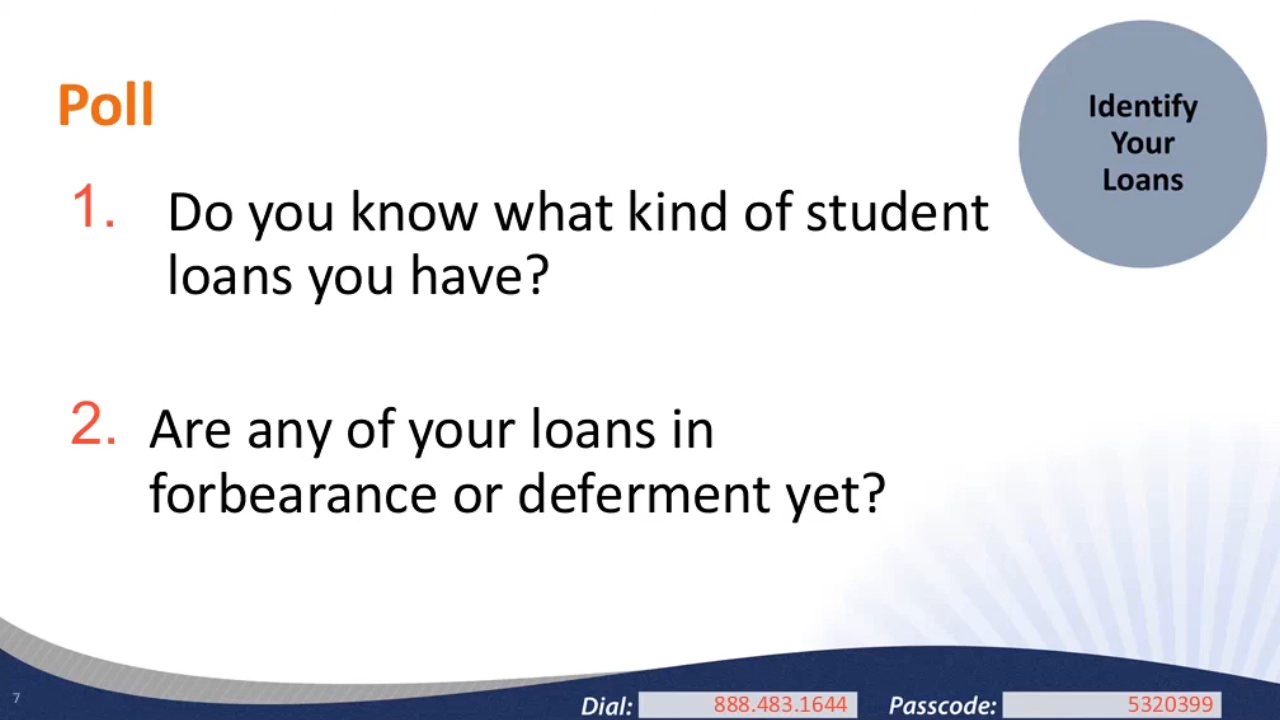 Poll
Identify
Your
Loans
1. Do you know what kind of student
loans you have?
2. Are any of your loans in
forbearance or deferment yet?
7
Dial: 888.483.1644 Passcode: 5320399